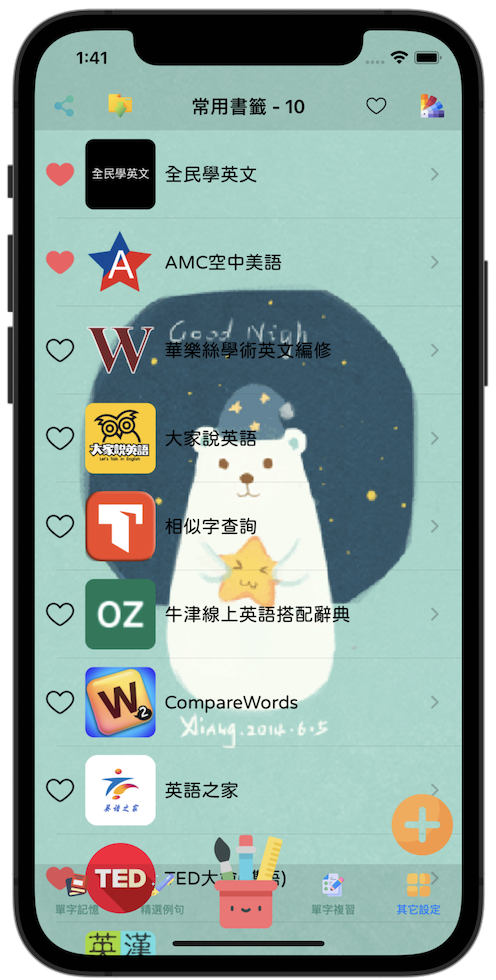 1:41
常用書籤 - 10
全民學英文
全民學英文
A
AMC空中美語
Good Nigh
W
華樂絲學術英文編修
大家說英語
Let's Talk in English
大家說英語
相似字查詢
OZ
牛津線上英語搭配辭典
W
2
CompareWords
英语之家
英語之家
TED
TED大
語)
Xiang.2014.6.5
單字記憶
精選例句
單字複習
其它設定
英漢